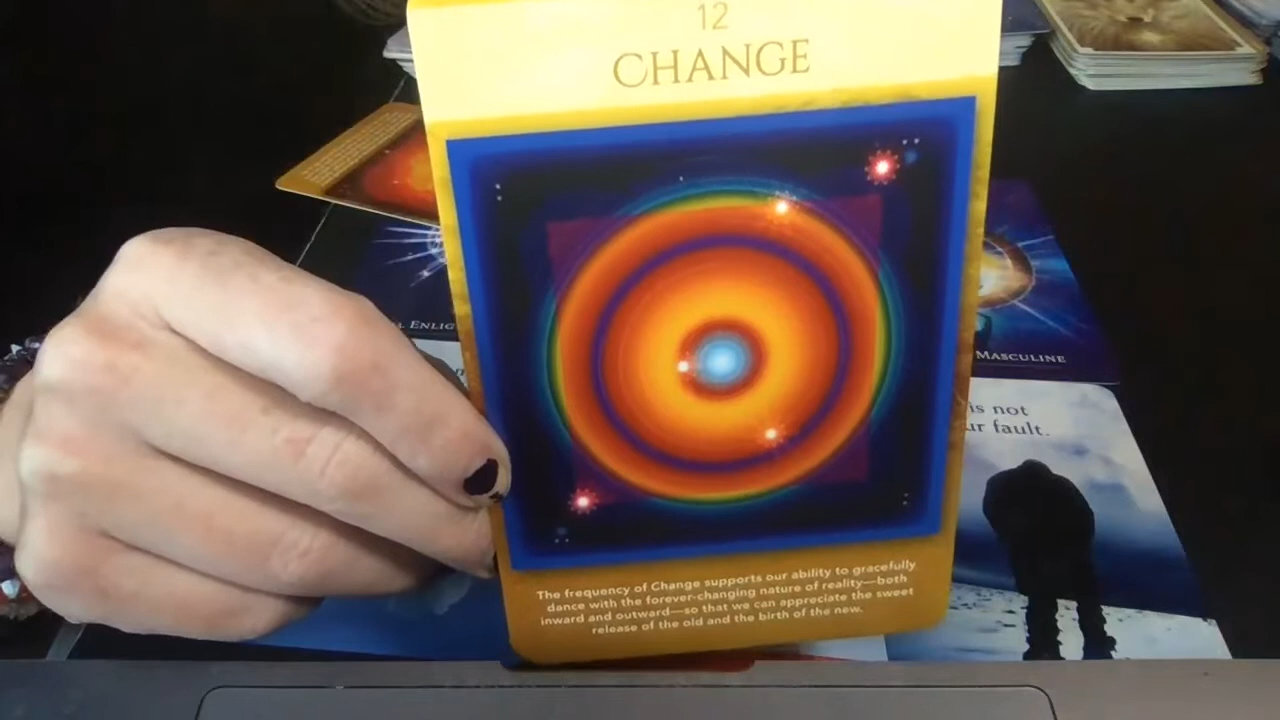 12
CHANGE
ENLIG
MASCULINE
is not
ur fault.
The frequency of Change supports our ability to gracefully
dance with the forever-changing nature of reality—both
inward and outward—so that we can appreciate the sweet
release of the old and the birth of the new.